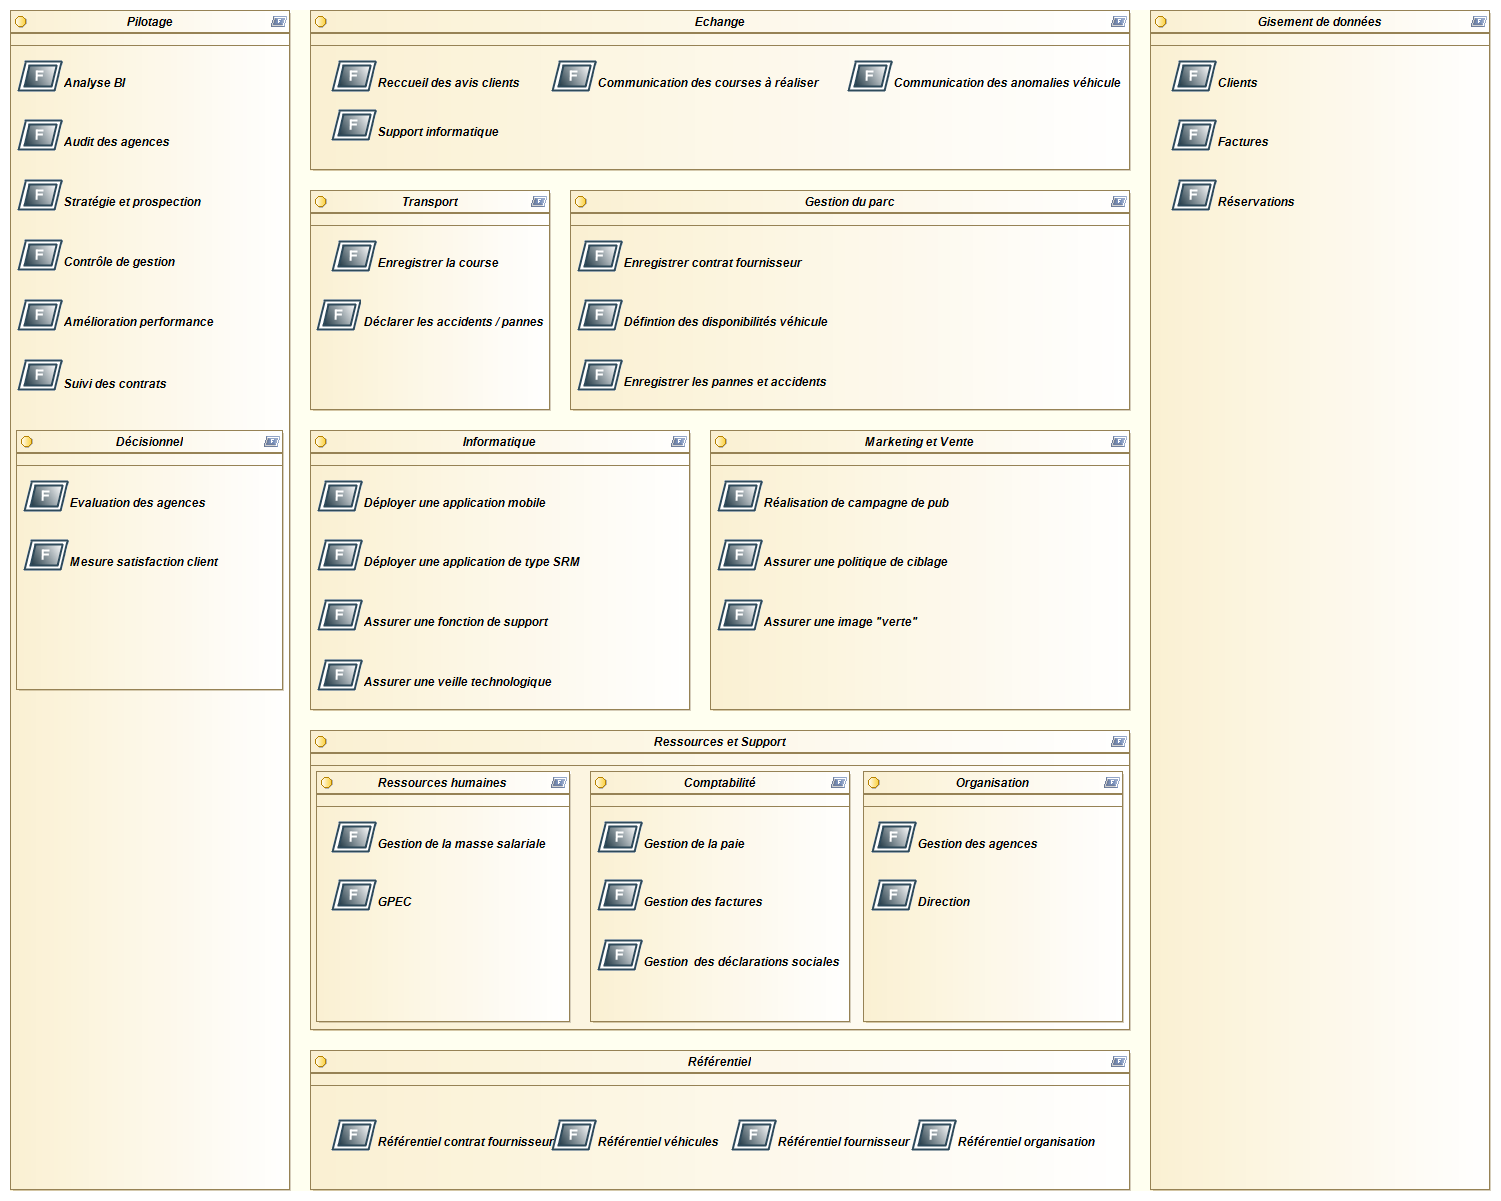 Pilotage
Analyse BI
Audit des agences
Stratégie et prospection
Contrôle de gestion
Amélioration performance
Suivi des contrats
Décisionnel
Evaluation des agences
Mesure satisfaction client
Echange
Reccueil des avis clients
Communication des courses à réaliser
Communication des anomalies véhicule
Support informatique
Transport
Enregistrer la course
Déclarer les accidents / pannes
Gestion du parc
Enregistrer contrat fournisseur
Défintion des disponibilités véhicule
Enregistrer les pannes et accidents
Informatique
Déployer une application mobile
Déployer une application de type SRM
Assurer une fonction de support
Assurer une veille technologique
Marketing et Vente
Réalisation de campagne de pub
Assurer une politique de ciblage
Assurer une image "verte"
Ressources et Support
Ressources humaines
Gestion de la masse salariale
GPEC
Comptabilité
Gestion de la paie
Gestion des factures
Gestion  des déclarations sociales
Organisation
Gestion des agences
Direction
Référentiel
Référentiel contrat fournisseur
Référentiel véhicules
Référentiel fournisseur
Référentiel organisation
Gisement de données
Clients
Factures
Réservations